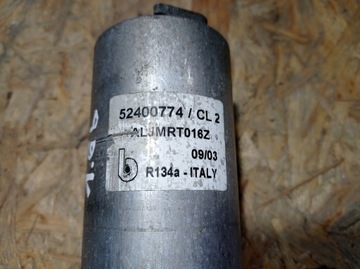 52400774 / CL 2
ALJMRT016Z
09/03
b
R134a - ITALY